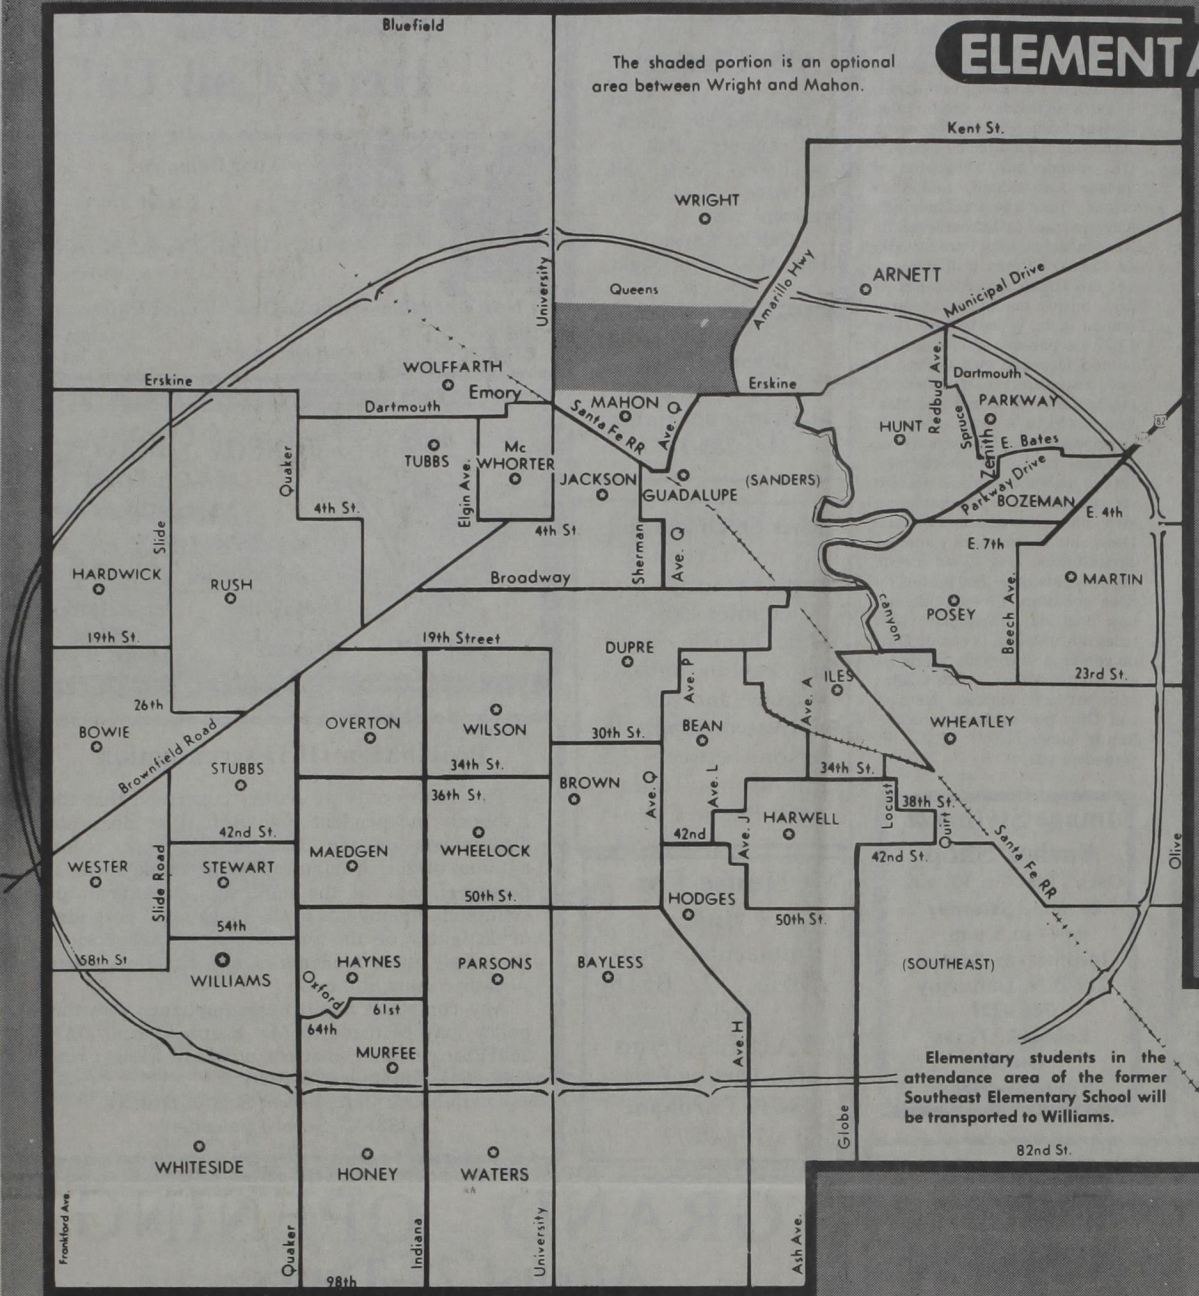 Bluefield
The shaded portion is an optional
area between Wright and Mahon.
ELEMENTA
Kent St.
WRIGHT
University
Queens
Amarillo Hwy
ARNETT
Municipal Drive
Erskine
WOLFFARTH
Emory
Dartmouth
MAHON
Santa Fe RR
Ave. Q
Erskine
Redbud Ave.
Dartmouth
PARKWAY
HUNT
Spruce
Zenith
E. Bates
82
Quaker
TUBBS
Elgin Ave.
Mc
WHORTER
JACKSON
GUADALUPE
(SANDERS)
Parkway Drive
BOZEMAN
E. 4th
4th St.
4th St
Slide
Sherman
Ave. Q
E. 7th
HARDWICK
RUSH
Broadway
Canyon
POSEY
Beech Ave.
MARTIN
19th St.
19th Street
DUPRE
Ave. P
ILES
Ave. A
23rd St.
26th
BOWIE
Brownfield Road
OVERTON
WILSON
30th St.
BEAN
WHEATLEY
STUBBS
34th St.
36th St.
BROWN
Ave. Q
Ave. L
34th St.
Locust
38th St.
42nd St.
MAEDGEN
WHEELOCK
42nd
Ave. J
HARWELL
Quirt
42nd St.
Santa Fe RR
Olive
WESTER
Slide Road
STEWART
50th St.
HODGES
50th St.
54th
58th St
WILLIAMS
Oxford
HAYNES
61st
64th
PARSONS
BAYLESS
(SOUTHEAST)
MURFEE
Ave. H
Elementary students in the
attendance area of the former
Southeast Elementary School will
be transported to Williams.
Globe
82nd St.
WHITESIDE
HONEY
WATERS
Frankford Ave.
Quaker
Indiana
University
Ash Ave.
98th